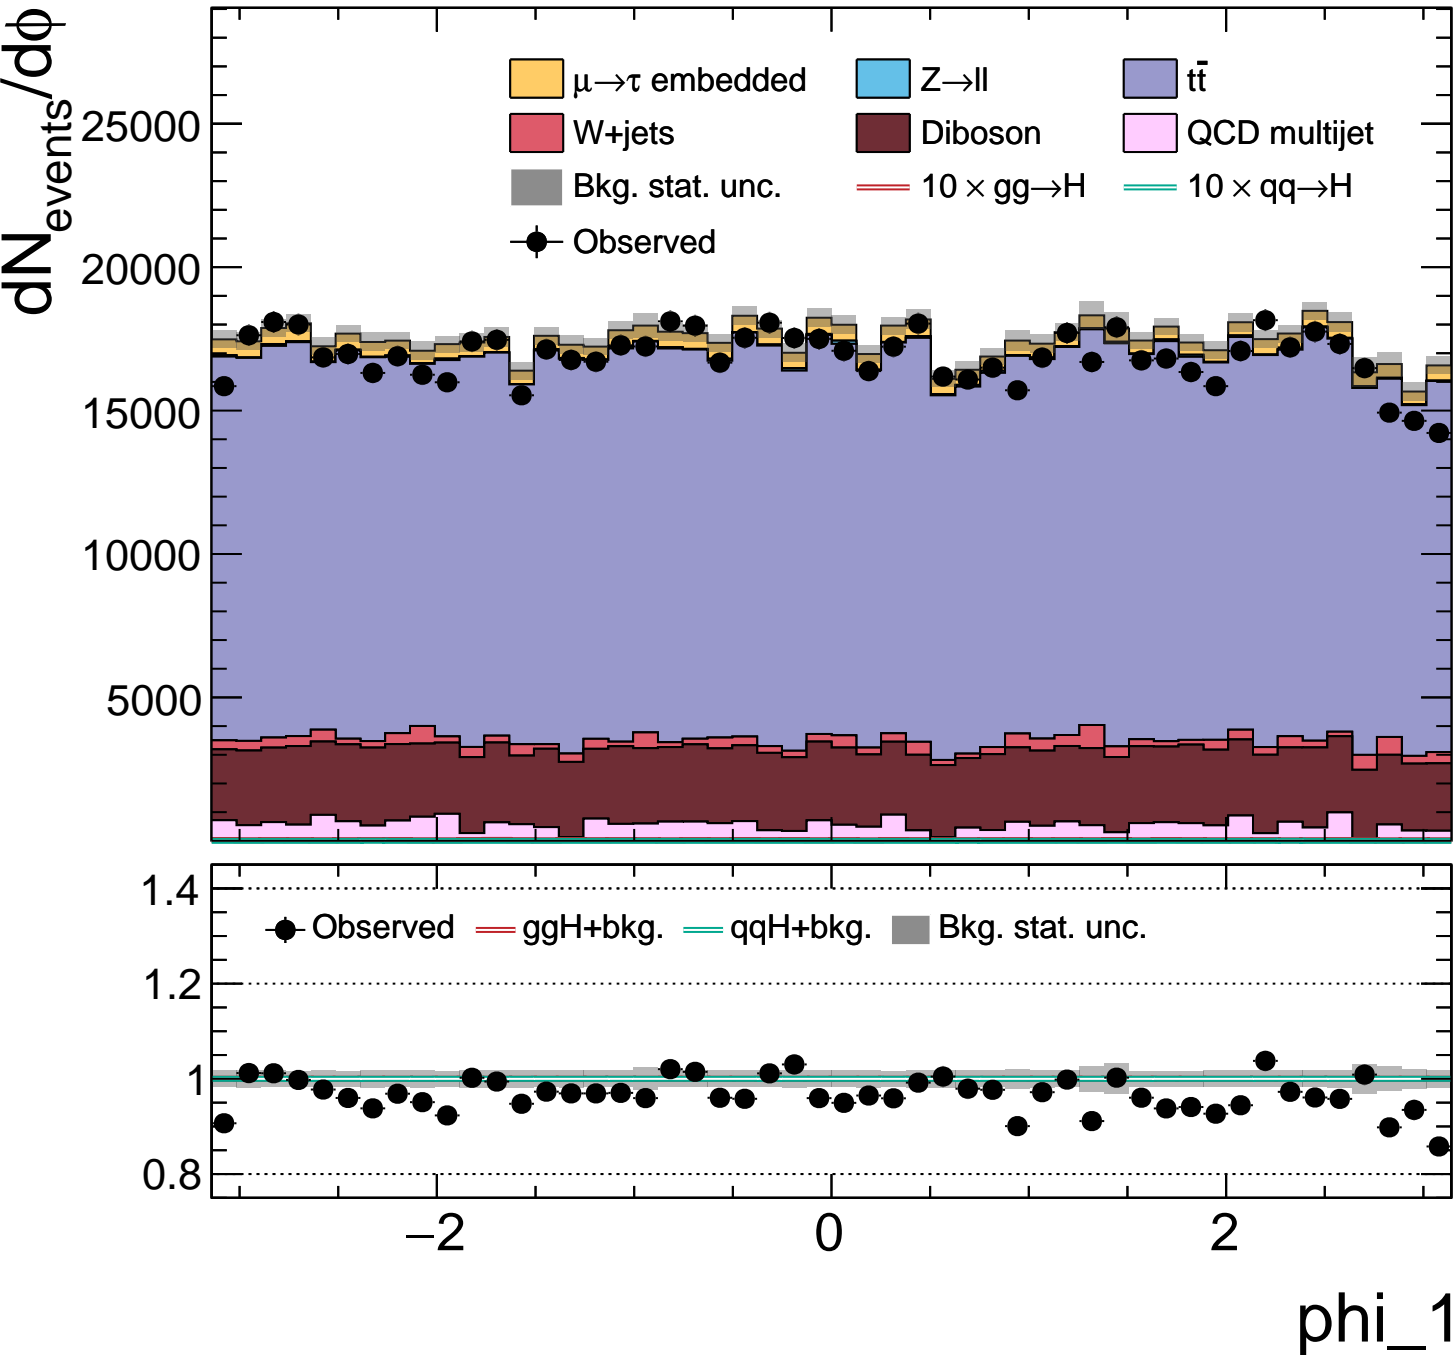 dN_events/dϕ
μ→τ embedded
Z→ll
tt̄
W+jets
Diboson
QCD multijet
Bkg. stat. unc.
10 × gg→H
10 × qq→H
Observed
25000
20000
15000
10000
5000
1.4
1.2
1
0.8
Observed
ggH+bkg.
qqH+bkg.
Bkg. stat. unc.
−2
0
2
phi_1